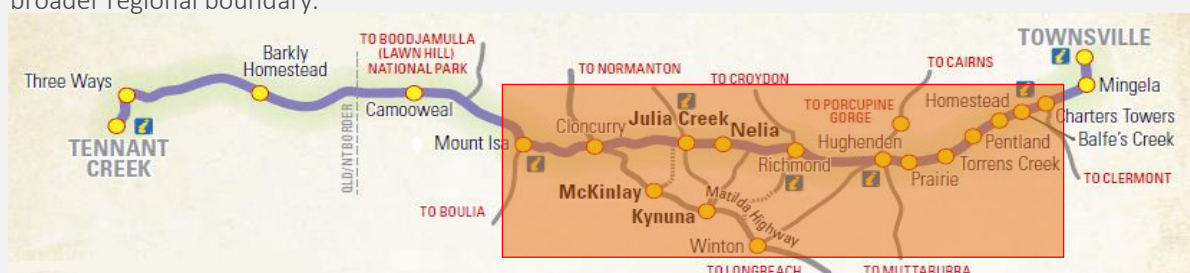 broader regional boundary.
TOWNSVILLE
TO BOODJAMULLA
(LAWN HILL)
NATIONAL PARK
Barkly
Homestead
Three Ways
TO NORMANTON
TO CROYDON
TO CAIRNS
Mingela
TENNANT
CREEK
QLD/NT BORDER
Camooweal
Mount Isa
Cloncurry
Julia Creek
Nelia
TO PORCUPINE
GORGE
Homestead
Charters Towers
Hughenden
Richmond
Pentland
Balfe's Creek
Torrens Creek
Prairie
TO CLERMONT
McKinlay
Kynuna
Matilda Highway
TO BOULIA
Winton
TO LONGREACH
TO MUTTABURRA